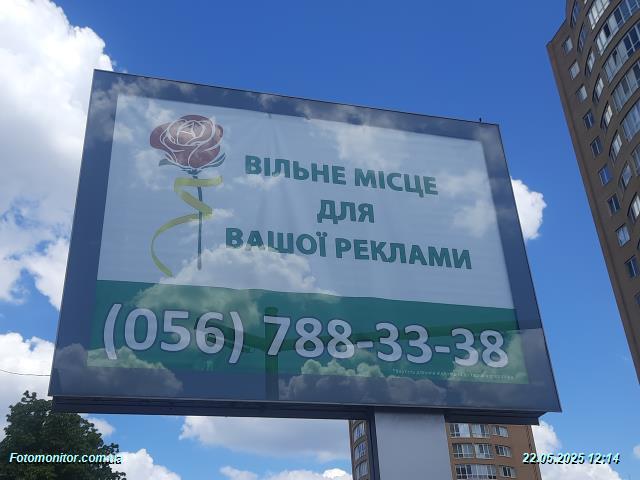 ВІЛЬНЕ МІСЦЕ
ДЛЯ
ВАШОЇ РЕКЛАМИ
(056) 788-33-38
Fotomonitor.com.ua
22.05.2025 12:14